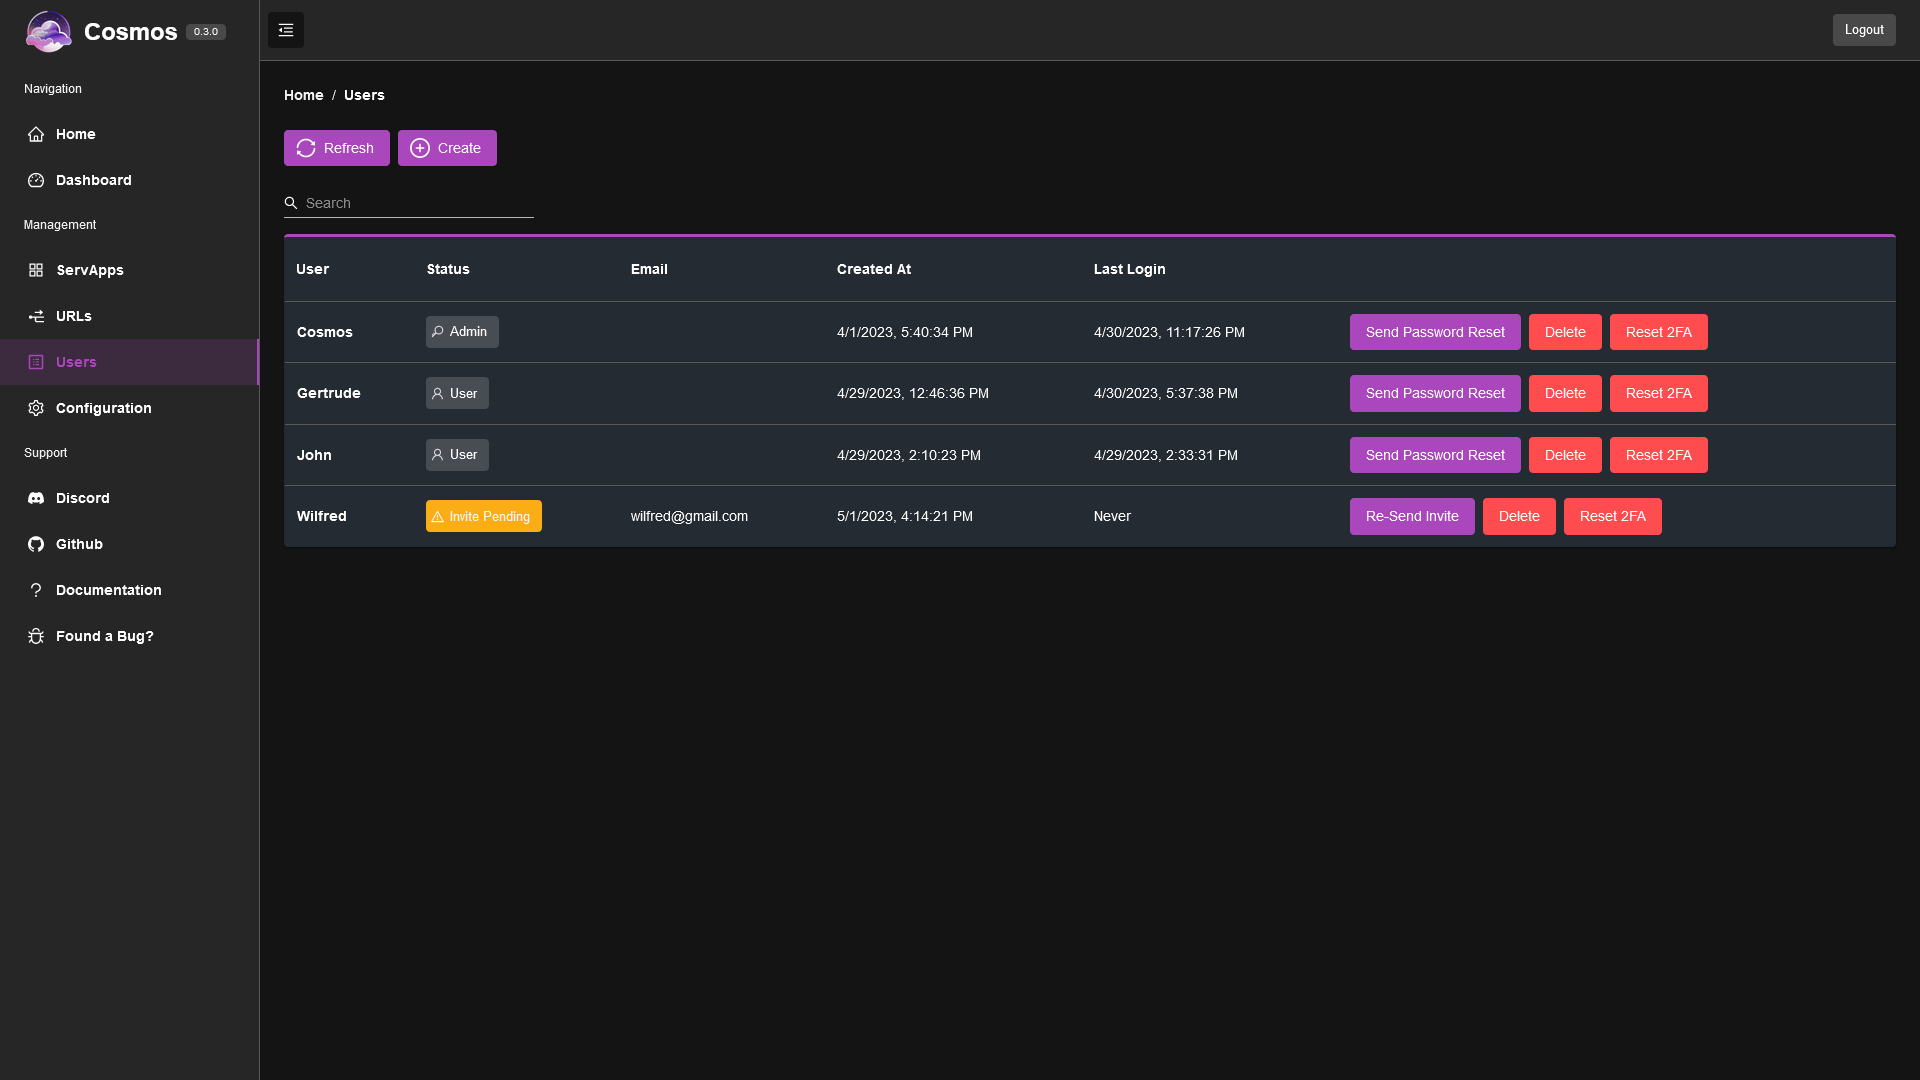 Cosmos 0.3.0
Logout
Navigation
Home
Dashboard
Management
ServApps
URLs
Users
Configuration
Support
Discord
Github
Documentation
Found a Bug?
Home / Users
Refresh Create
Search
User Status Email Created At Last Login
Cosmos Admin 4/1/2023, 5:40:34 PM 4/30/2023, 11:17:26 PM Send Password Reset Delete Reset 2FA
Gertrude User 4/29/2023, 12:46:36 PM 4/30/2023, 5:37:38 PM Send Password Reset Delete Reset 2FA
John User 4/29/2023, 2:10:23 PM 4/29/2023, 2:33:31 PM Send Password Reset Delete Reset 2FA
Wilfred Invite Pending wilfred@gmail.com 5/1/2023, 4:14:21 PM Never Re-Send Invite Delete Reset 2FA